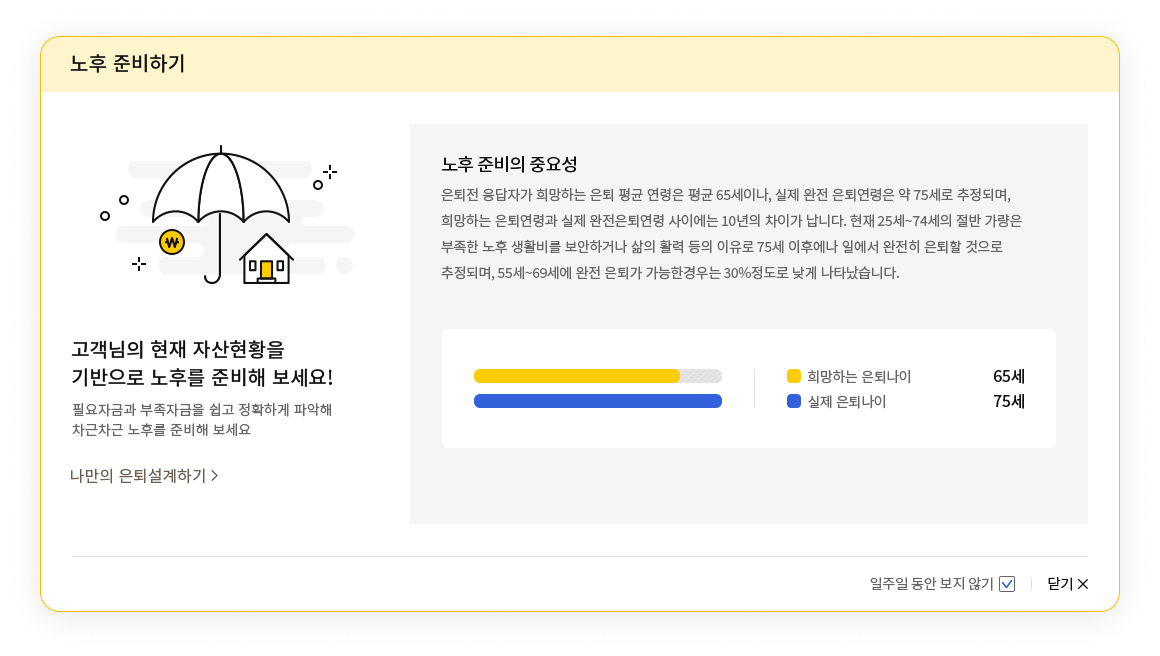 노후 준비하기
고객님의 현재 자산현황을
기반으로 노후를 준비해 보세요!
필요자금과 부족자금을 쉽고 정확하게 파악해
차근차근 노후를 준비해 보세요
나만의 은퇴설계하기 >
노후 준비의 중요성
은퇴전 응답자가 희망하는 은퇴 평균 연령은 평균 65세이나, 실제 완전 은퇴연령은 약 75세로 추정되며,
희망하는 은퇴연령과 실제 완전은퇴연령 사이에는 10년의 차이가 납니다. 현재 25세~74세의 절반 가량은
부족한 노후 생활비를 보안하거나 삶의 활력 등의 이유로 75세 이후에나 일에서 완전히 은퇴할 것으로
추정되며, 55세~69세에 완전 은퇴가 가능한경우는 30%정도로 낮게 나타났습니다.
희망하는 은퇴나이 65세
실제 은퇴나이 75세
일주일 동안 보지 않기
닫기 ×